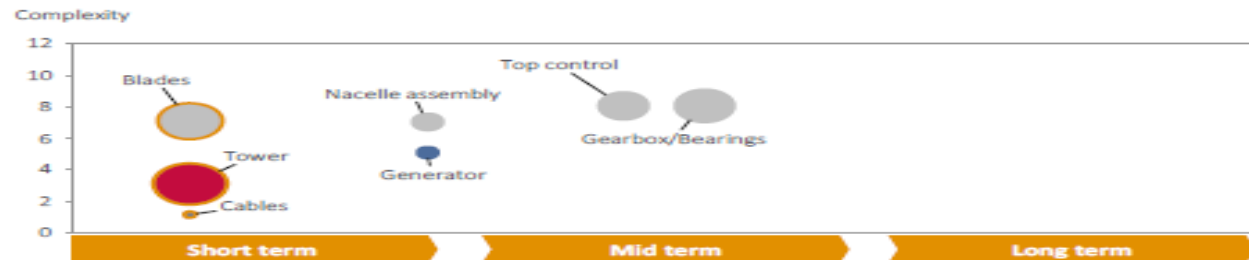 Complexity
12
10
8
6
4
2
0
Blades
Tower
Cables
Nacelle assembly
Generator
Top control
Gearbox/Bearings
Short term
Mid term
Long term